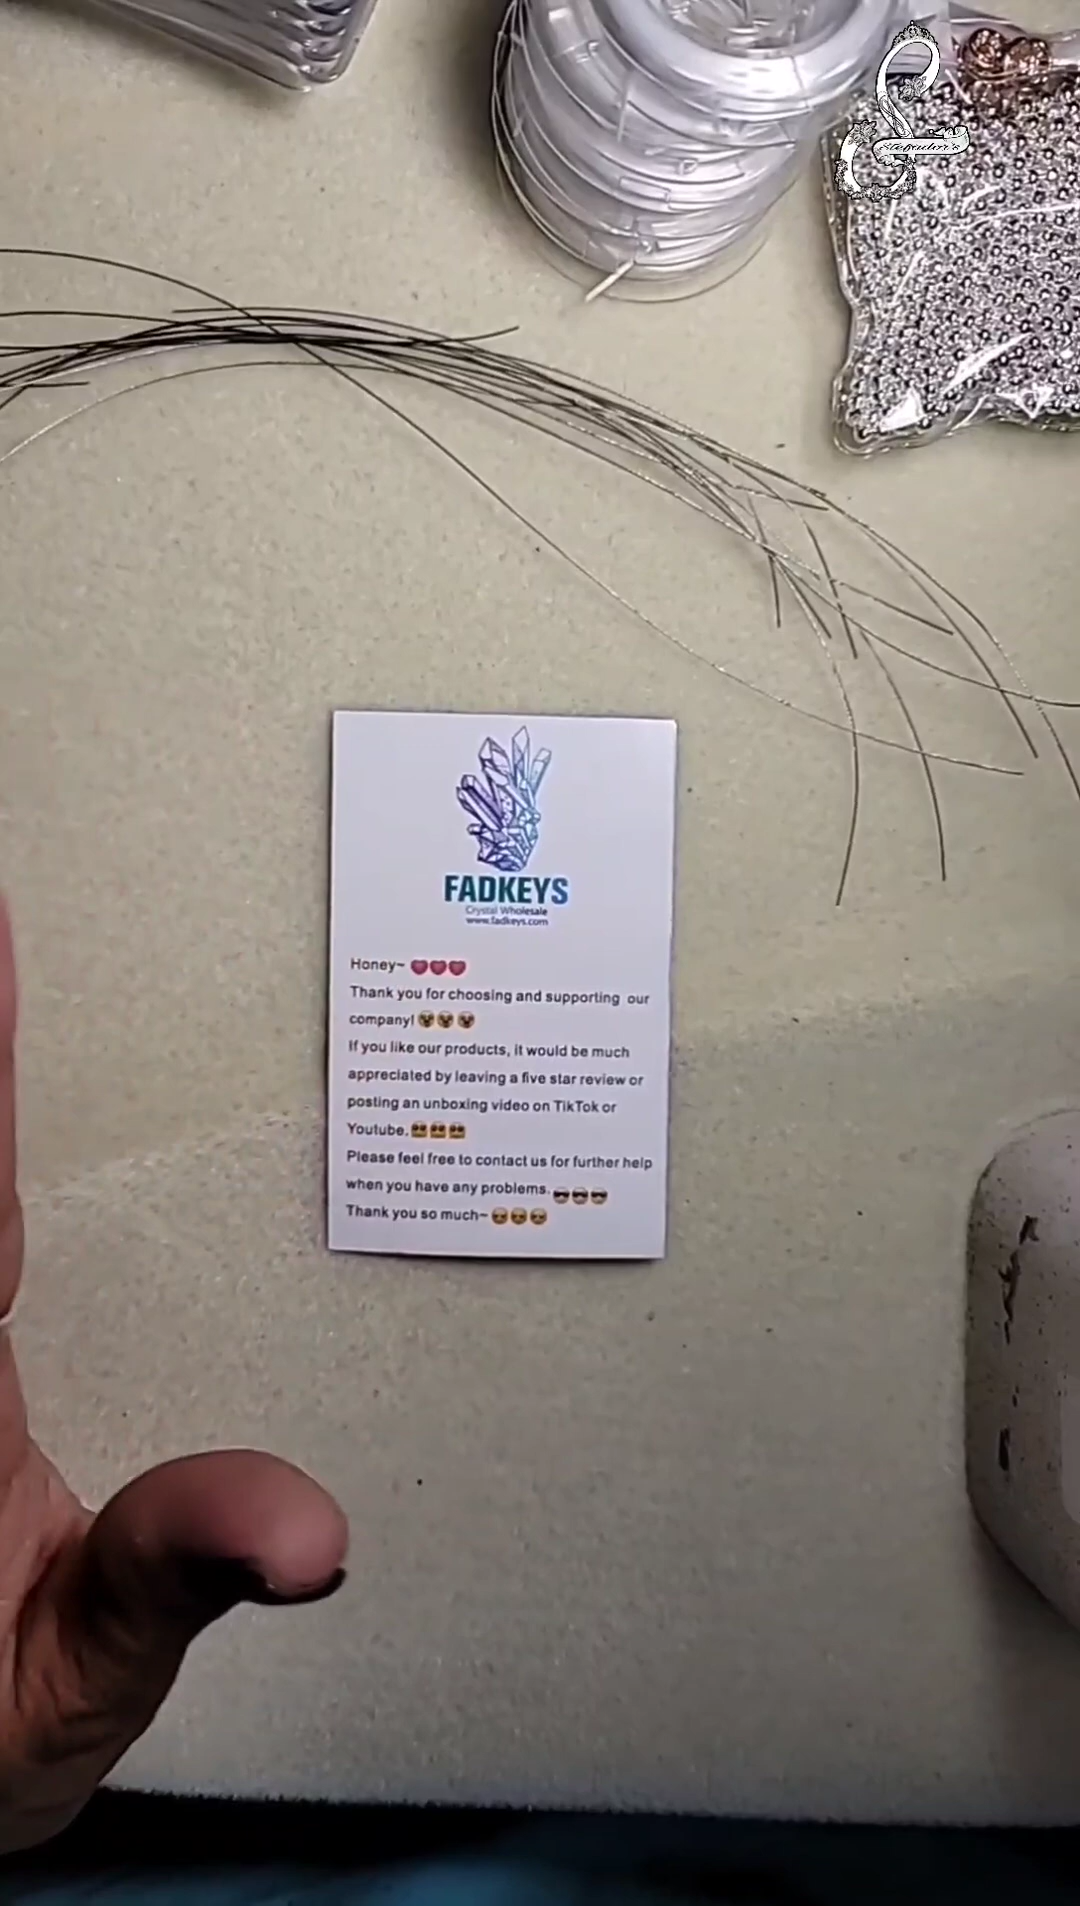 Stefador's
FADKEYS
Crystal Wholesale
www.fadkeys.com
Honey~ ❤❤❤
Thank you for choosing and supporting our
company! 😍😍😍
If you like our products, it would be much
appreciated by leaving a five star review or
posting an unboxing video on TikTok or
Youtube.
Please feel free to contact us for further help
when you have any problems. 😎😎😎
Thank you so much~